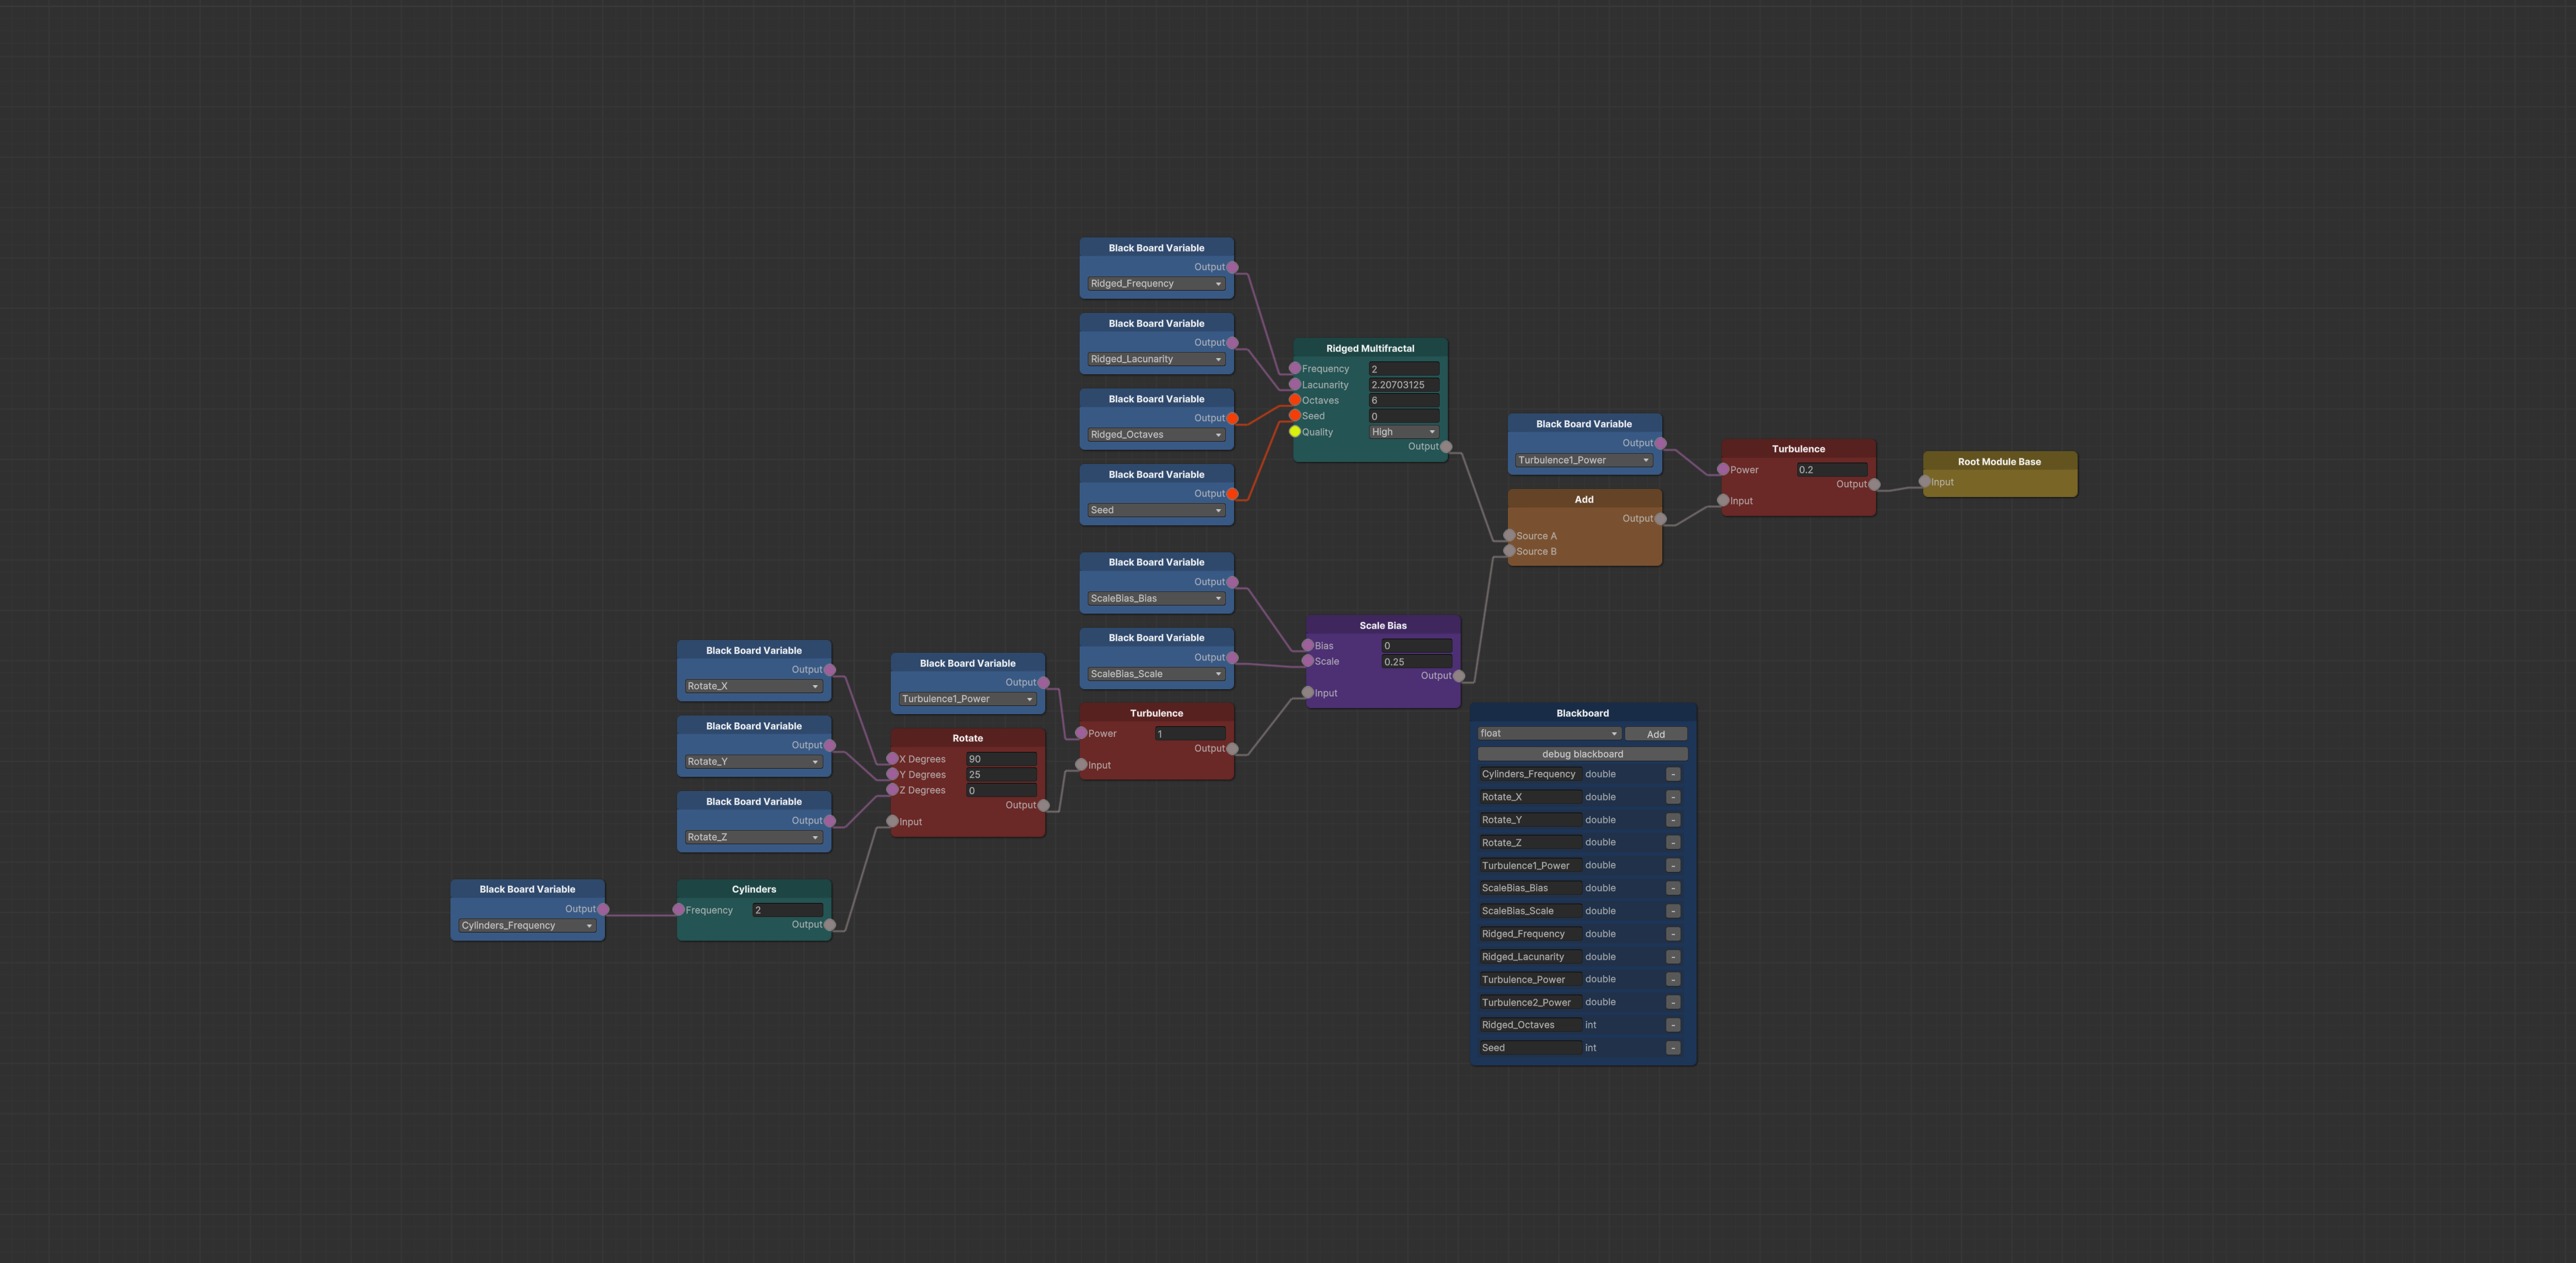 Black Board Variable
Output
Ridged_Frequency
Black Board Variable
Output
Ridged_Lacunarity
Black Board Variable
Output
Ridged_Octaves
Black Board Variable
Output
Seed
Ridged Multifractal
Frequency 2
Lacunarity 2.20703125
Octaves 6
Seed 0
Quality High
Output
Black Board Variable
Output
Turbulence1_Power
Add
Output
Source A
Source B
Turbulence
Power 0.2
Output
Input
Root Module Base
Input
Black Board Variable
Output
ScaleBias_Bias
Black Board Variable
Output
ScaleBias_Scale
Scale Bias
Bias 0
Scale 0.25
Output
Input
Black Board Variable
Output
Rotate_X
Black Board Variable
Output
Rotate_Y
Black Board Variable
Output
Rotate_Z
Black Board Variable
Output
Turbulence1_Power
Rotate
X Degrees 90
Y Degrees 25
Z Degrees 0
Output
Input
Turbulence
Power 1
Output
Input
Black Board Variable
Output
Cylinders_Frequency
Cylinders
Frequency 2
Output
Blackboard
float Add
debug blackboard
Cylinders_Frequency double -
Rotate_X double -
Rotate_Y double -
Rotate_Z double -
Turbulence1_Power double -
ScaleBias_Bias double -
ScaleBias_Scale double -
Ridged_Frequency double -
Ridged_Lacunarity double -
Turbulence_Power double -
Turbulence2_Power double -
Ridged_Octaves int -
Seed int -